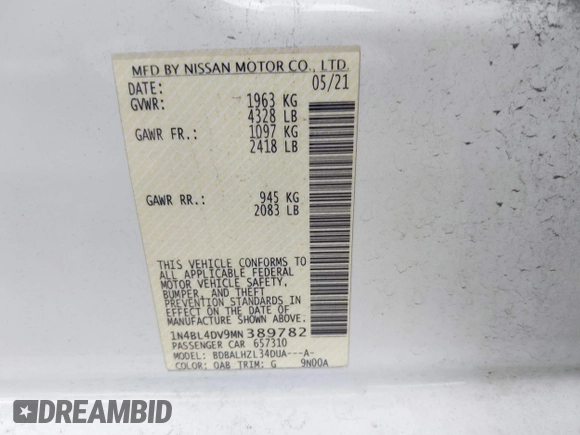 MFD BY NISSAN MOTOR CO., LTD.
DATE: 05/21
GVWR: 1963 KG
4328 LB
GAWR FR.: 1097 KG
2418 LB
GAWR RR.: 945 KG
2083 LB
THIS VEHICLE CONFORMS TO
ALL APPLICABLE FEDERAL
MOTOR VEHICLE SAFETY,
BUMPER, AND THEFT
PREVENTION STANDARDS IN
EFFECT ON THE DATE OF
MANUFACTURE SHOWN ABOVE.
1N4BL4DV9MN389782
PASSENGER CAR 657310
MODEL: BDBALHZL34DUA---A-
COLOR: QAB TRIM: G 9N00A
DREAMBID